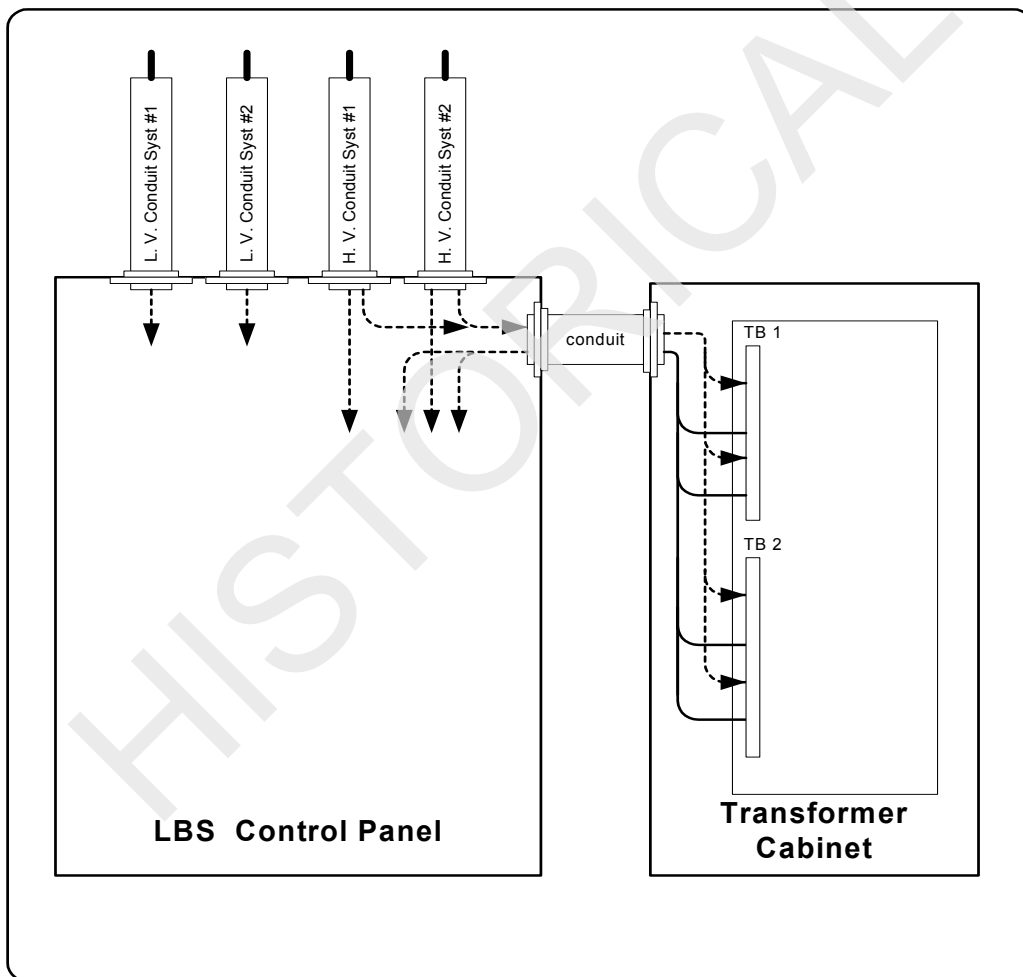 L. V. Conduit Syst #1
L. V. Conduit Syst #2
H. V. Conduit Syst #1
H. V. Conduit Syst #2
conduit
TB 1
TB 2
LBS Control Panel
Transformer
Cabinet
HISTORICAL